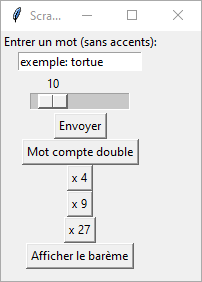 Scra...
Entrer un mot (sans accents):
exemple: tortue
10
Envoyer
Mot compte double
x 4
x 9
x 27
Afficher le barème